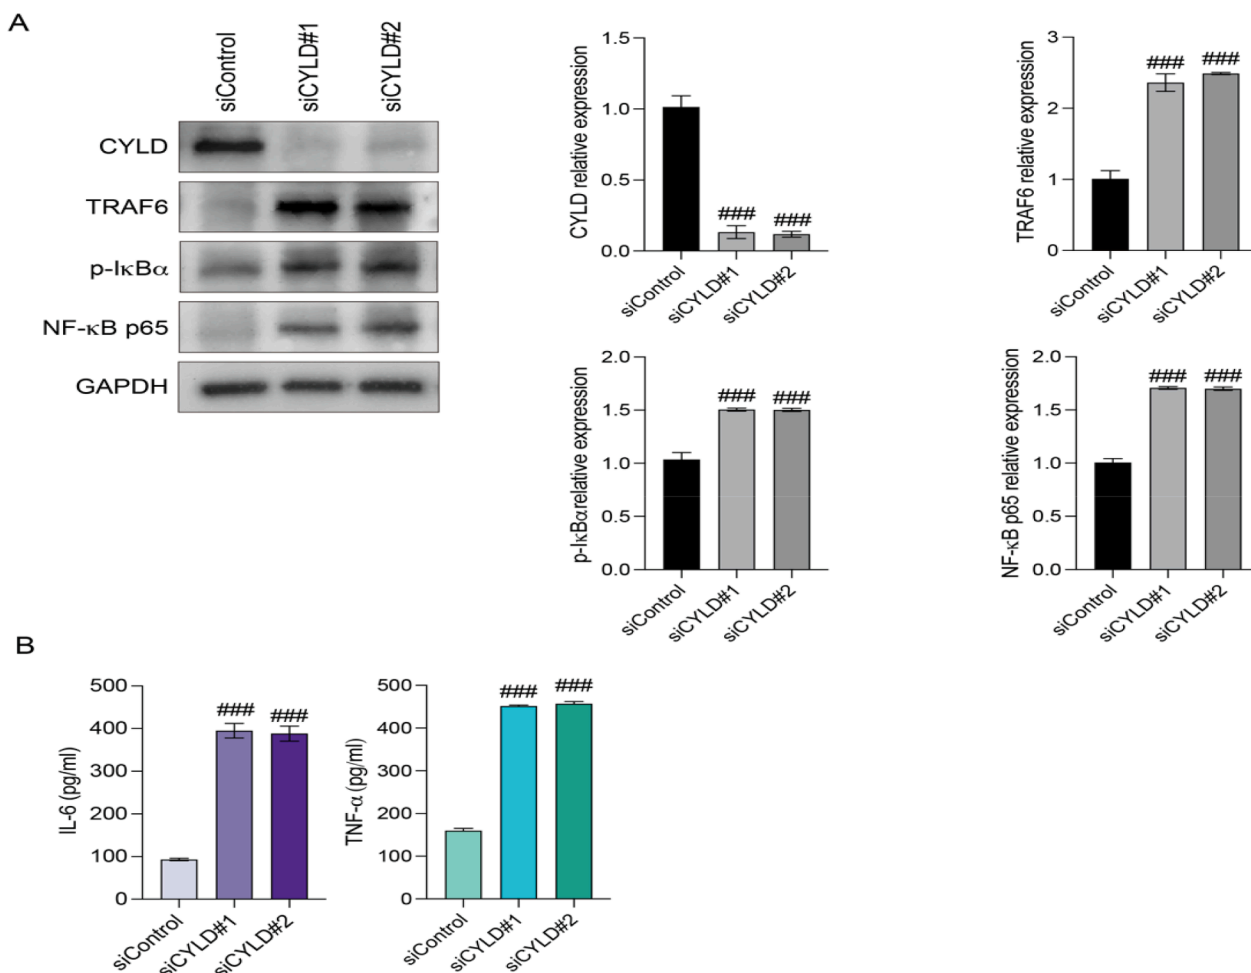 A
siControl
siCYLD#1
siCYLD#2
CYLD
TRAF6
p-IκBα
NF-κB p65
GAPDH
CYLD relative expression
1.5
1.0
0.5
0.0
###
###
siControl
siCYLD#1
siCYLD#2
TRAF6 relative expression
3
2
1
0
###
###
siControl
siCYLD#1
siCYLD#2
p-IκBαrelative expression
2.0
1.5
1.0
0.5
0.0
###
###
siControl
siCYLD#1
siCYLD#2
NF-κB p65 relative expression
2.0
1.5
1.0
0.5
0.0
###
###
siControl
siCYLD#1
siCYLD#2
B
IL-6 (pg/ml)
500
400
300
200
100
0
###
###
siControl
siCYLD#1
siCYLD#2
TNF-α (pg/ml)
500
400
300
200
100
0
###
###
siControl
siCYLD#1
siCYLD#2